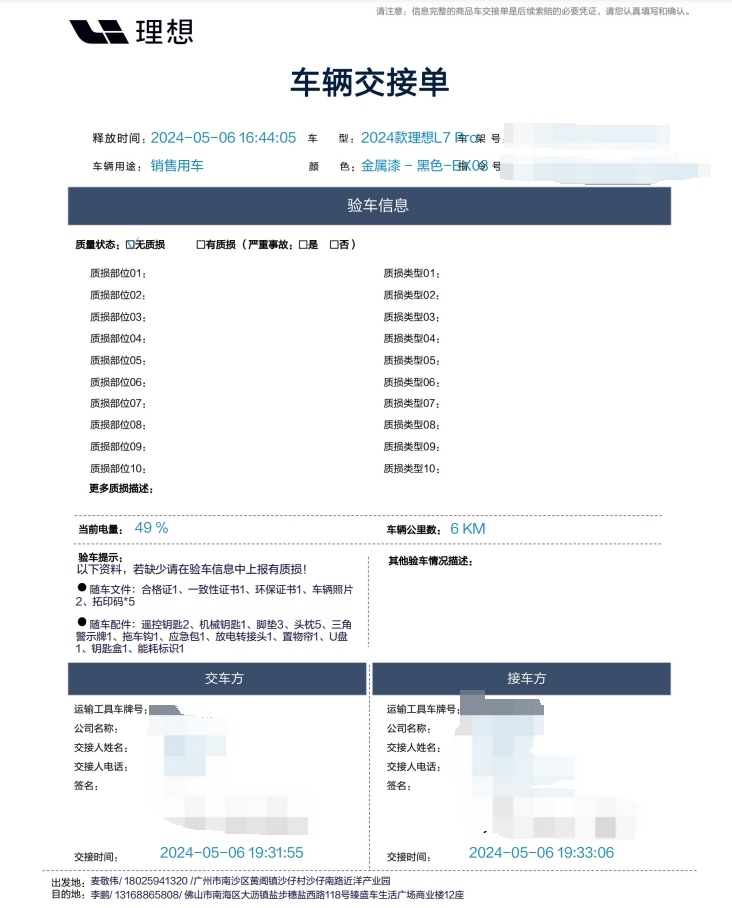 请注意：信息完整的商品车交接单是后续索赔的必要凭证，请您认真填写和确认。
理想
车辆交接单
释放时间：2024-05-06 16:44:05 车 型：2024款理想L7 Pro 车 架 号
车辆用途：销售用车 颜 色：金属漆 - 黑色-BX08 指 令 号
验车信息
质量状态：☑无质损 □有质损（严重事故：□是 □否）
质损部位01： 质损类型01：
质损部位02： 质损类型02：
质损部位03： 质损类型03：
质损部位04： 质损类型04：
质损部位05： 质损类型05：
质损部位06： 质损类型06：
质损部位07： 质损类型07：
质损部位08： 质损类型08：
质损部位09： 质损类型09：
质损部位10： 质损类型10：
更多质损描述：
当前电量： 49 % 车辆公里数： 6 KM
验车提示： 其他验车情况描述：
以下资料，若缺少请在验车信息中上报有质损！
● 随车文件：合格证1、一致性证书1、环保证书1、车辆照片
2、拓印码*5
● 随车配件：遥控钥匙2、机械钥匙1、脚垫3、头枕5、三角
警示牌1、拖车钩1、应急包1、放电转接头1、置物帘1、U盘
1、钥匙盒1、能耗标识1
交车方 接车方
运输工具车牌号： 运输工具车牌号：
公司名称： 公司名称：
交接人姓名： 交接人姓名：
交接人电话： 交接人电话：
签名： 签名：
交接时间： 2024-05-06 19:31:55 交接时间： 2024-05-06 19:33:06
出发地：麦敬伟/ 18025941320 /广州市南沙区黄阁镇沙仔村沙仔南路近洋产业园
目的地：李鹏/ 13168865808/ 佛山市南海区大沥镇盐步穗盐西路118号臻盛车生活广场商业楼12座